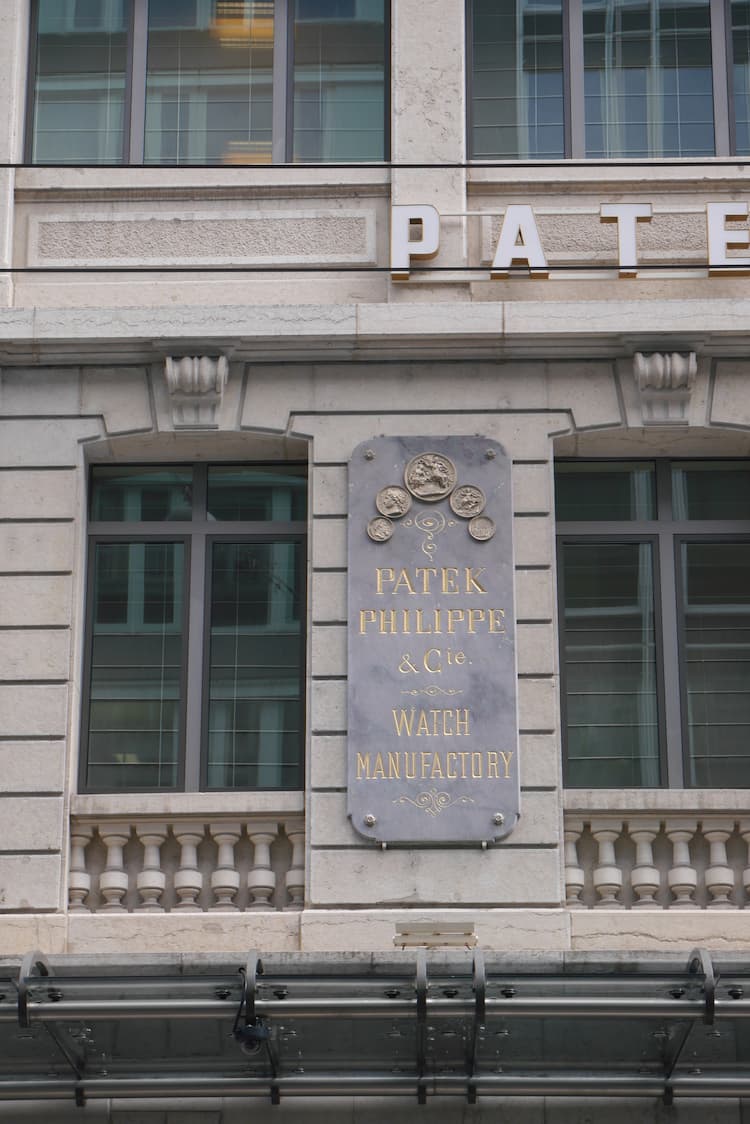 PATE
PATEK
PHILIPPE
& Cie.
WATCH
MANUFACTORY